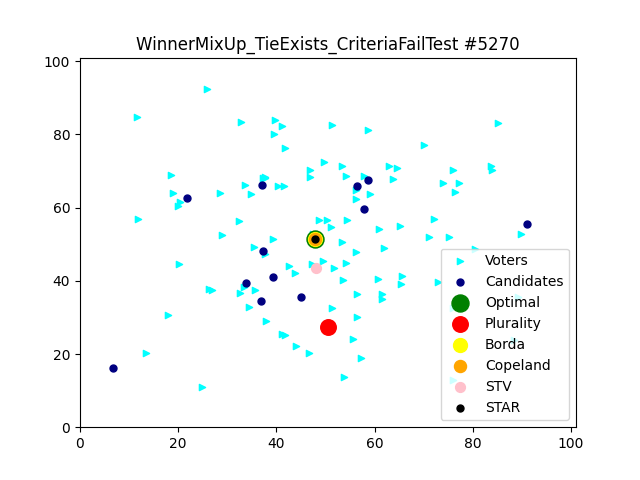 WinnerMixUp_TieExists_CriteriaFailTest #5270
100
80
60
40
20
0
0 20 40 60 80 100
Voters
Candidates
Optimal
Plurality
Borda
Copeland
STV
STAR